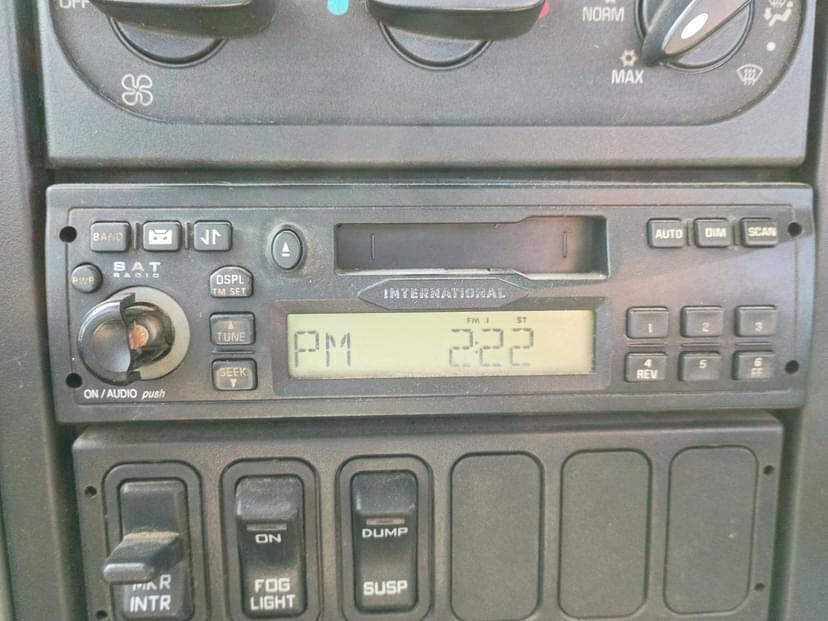 OFF
NORM
MAX
BAND
AUTO DIM SCAN
SAT
RADIO
PWR
DSPL
TM SET
INTERNATIONAL
FM I ST
PM 2:22
TUNE
SEEK
1 2 3
4 5 6
REV FF
ON / AUDIO push
ON
DUMP
MKR
INTR
FOG
LIGHT
SUSP